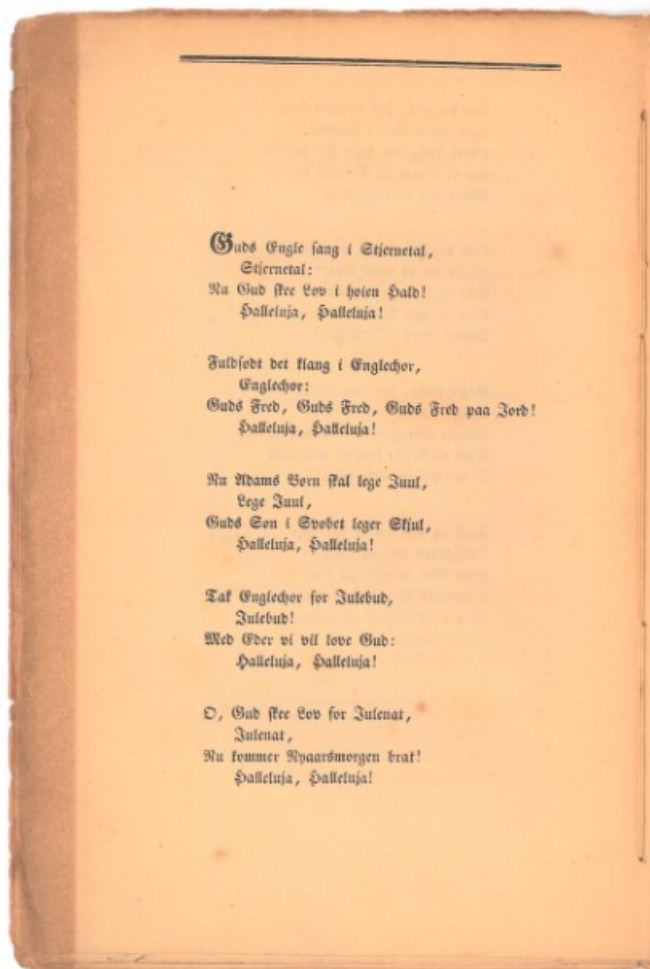 Guds Engle sang i Stjernetal,
Stjernetal:
Nu Gud skee Lov i høien Hald!
Halleluja, Halleluja!
Fuldsødt det klang i Englechor,
Englechor:
Guds Fred, Guds Fred, Guds Fred paa Jord!
Halleluja, Halleluja!
Nu Adams Børn skal lege Juul,
Lege Juul,
Guds Søn i Svøbet leger Skjul,
Halleluja, Halleluja!
Tak Englechor for Julebud,
Julebud!
Med Eder vi vil love Gud:
Halleluja, Halleluja!
O, Gud skee Lov for Julenat,
Julenat,
Nu kommer Nyaarsmorgen brat!
Halleluja, Halleluja!